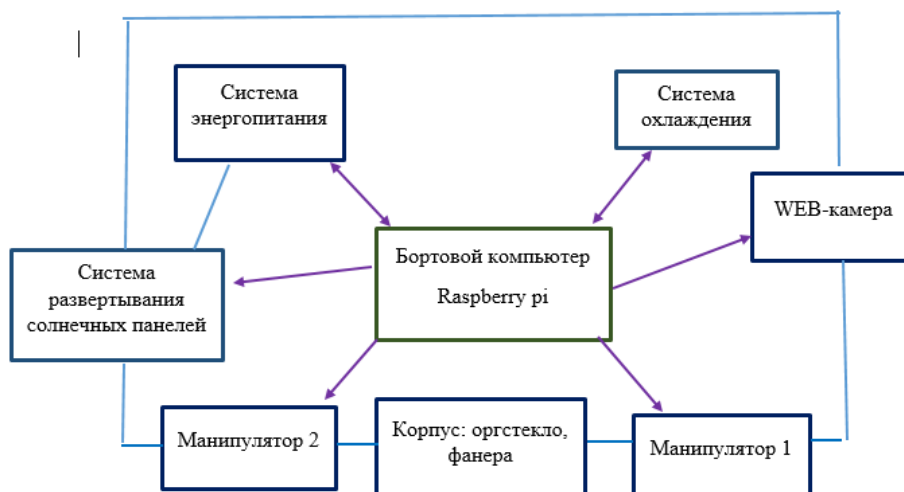 Система
энергопитания
Система
охлаждения
WEB-камера
Бортовой компьютер
Raspberry pi
Система
развертывания
солнечных панелей
Манипулятор 2
Корпус: оргстекло,
фанера
Манипулятор 1